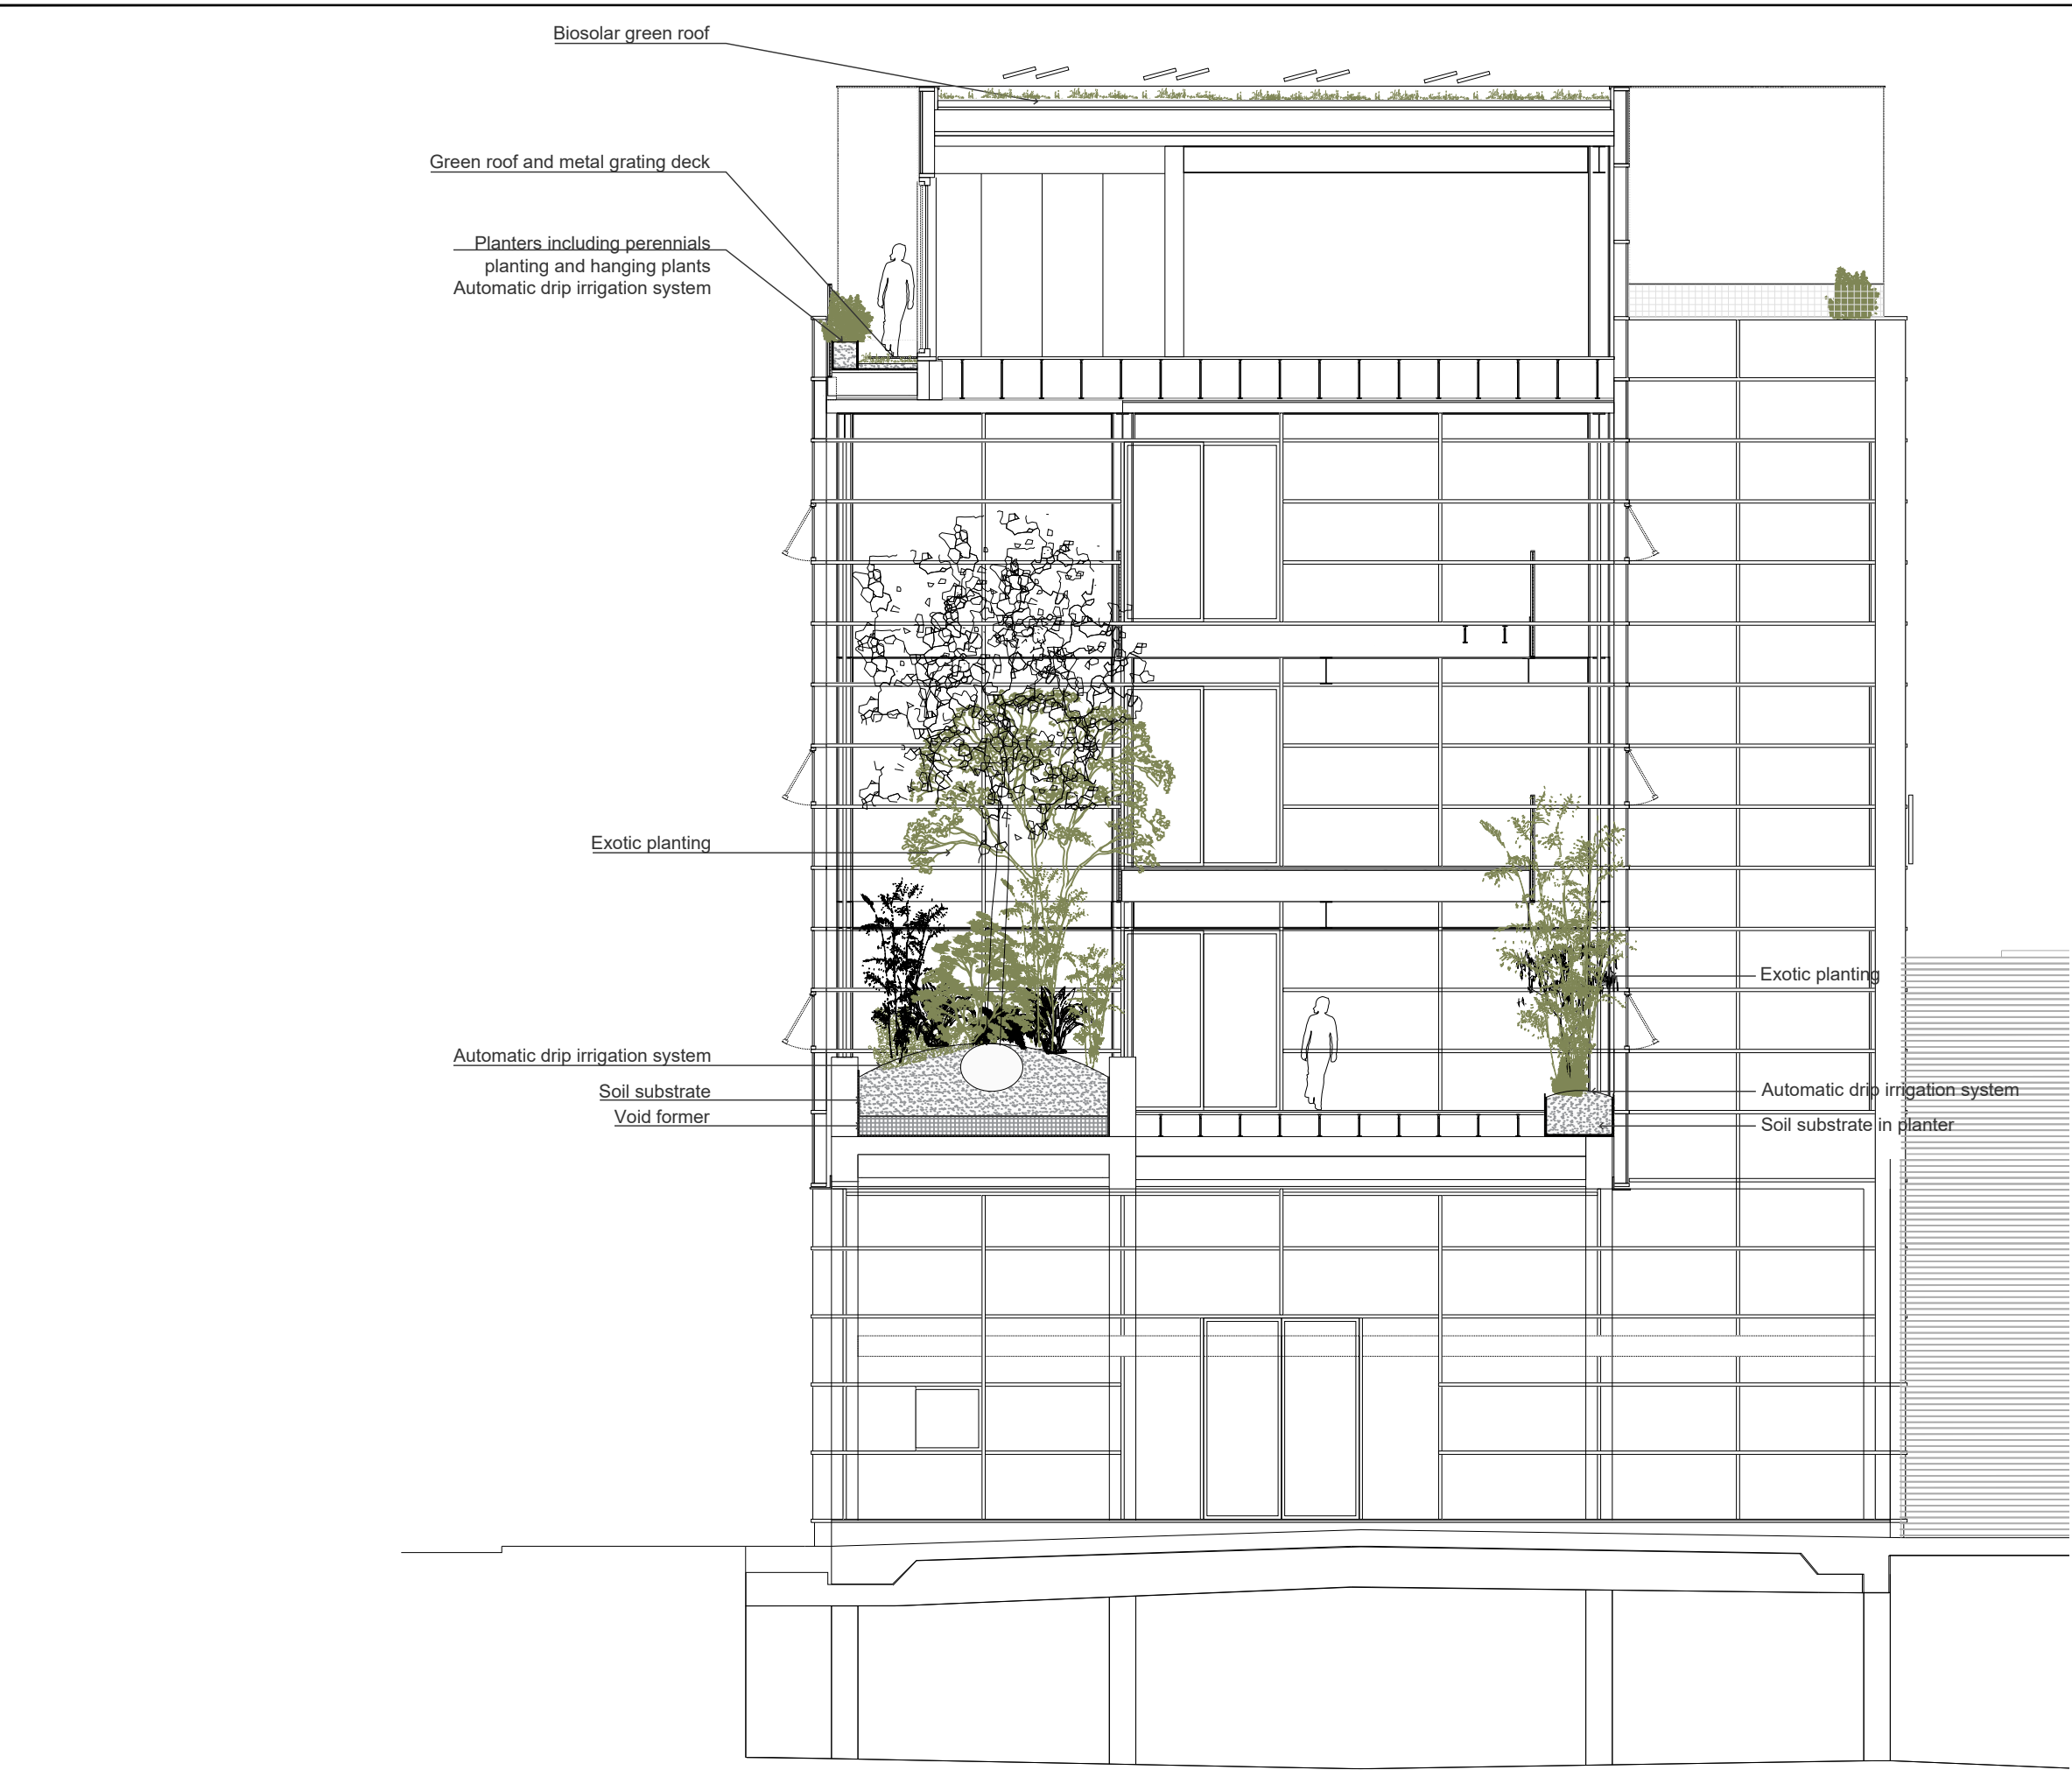 Biosolar green roof
Green roof and metal grating deck
Planters including perennials
planting and hanging plants
Automatic drip irrigation system
Exotic planting
Exotic planting
Automatic drip irrigation system
Soil substrate
Void former
Automatic drip irrigation system
Soil substrate in planter